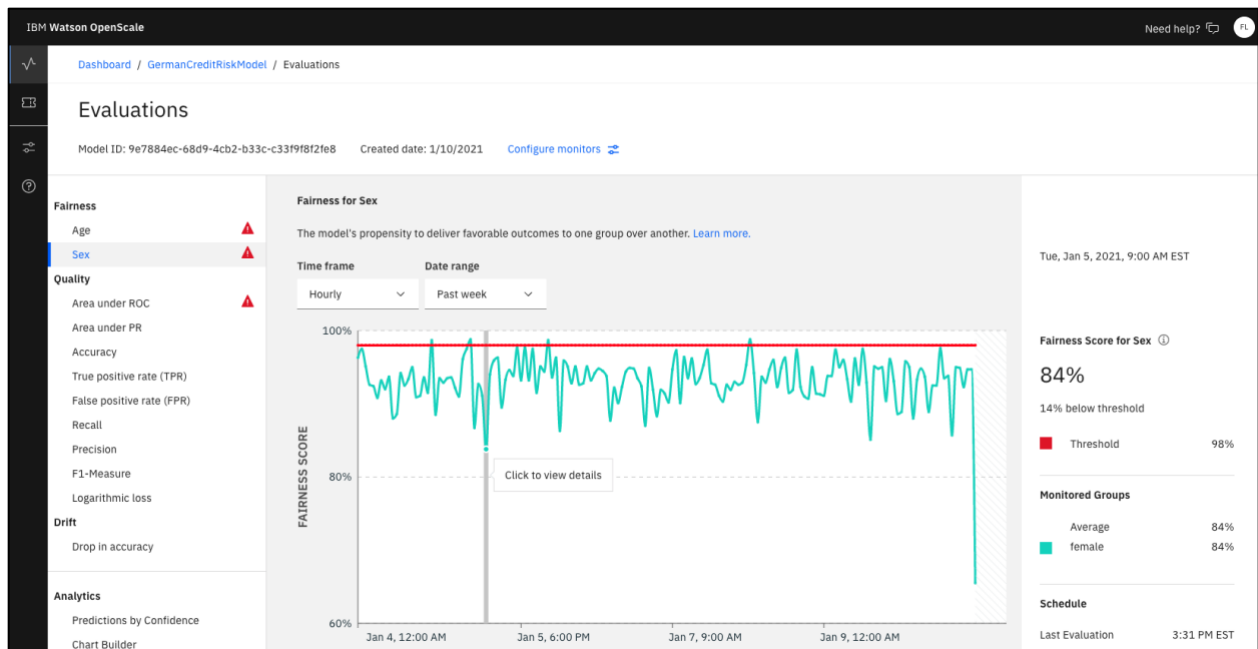 IBM Watson OpenScale
Need help?
FL
Dashboard / GermanCreditRiskModel / Evaluations
Evaluations
Model ID: 9e7884ec-68d9-4cb2-b33c-c33f9f8f2fe8
Created date: 1/10/2021
Configure monitors
Fairness
Age
Sex
Quality
Area under ROC
Area under PR
Accuracy
True positive rate (TPR)
False positive rate (FPR)
Recall
Precision
F1-Measure
Logarithmic loss
Drift
Drop in accuracy
Analytics
Predictions by Confidence
Chart Builder
Fairness for Sex
The model's propensity to deliver favorable outcomes to one group over another. Learn more.
Time frame
Date range
Hourly
Past week
100%
80%
60%
FAIRNESS SCORE
Click to view details
Jan 4, 12:00 AM
Jan 5, 6:00 PM
Jan 7, 9:00 AM
Jan 9, 12:00 AM
Tue, Jan 5, 2021, 9:00 AM EST
Fairness Score for Sex
84%
14% below threshold
Threshold 98%
Monitored Groups
Average 84%
female 84%
Schedule
Last Evaluation 3:31 PM EST